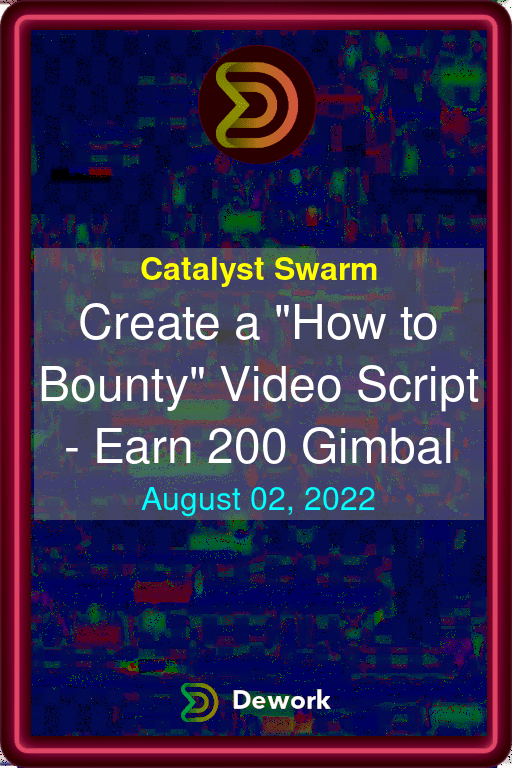 Catalyst Swarm
Create a "How to
Bounty" Video Script
- Earn 200 Gimbal
August 02, 2022
Dework